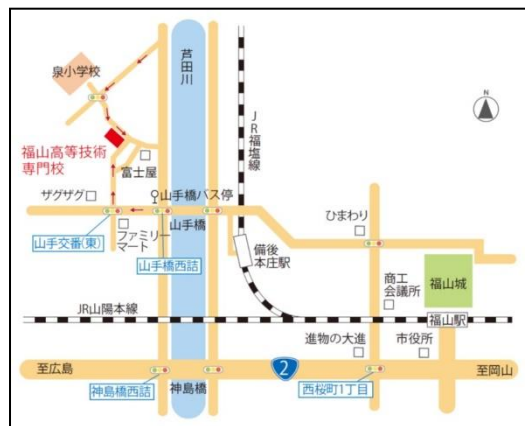 泉小学校
芦田川
N
JR福塩線
福山高等技術
専門校
富士屋
ザグザグ
山手橋バス停
山手橋
ひまわり
山手交番(東)
ファミリー
マート
山手橋西詰
備後
本庄駅
商工
会議所
福山城
JR山陽本線
福山駅
進物の大進
市役所
至広島
神島橋西詰
神島橋
2
西桜町1丁目
至岡山